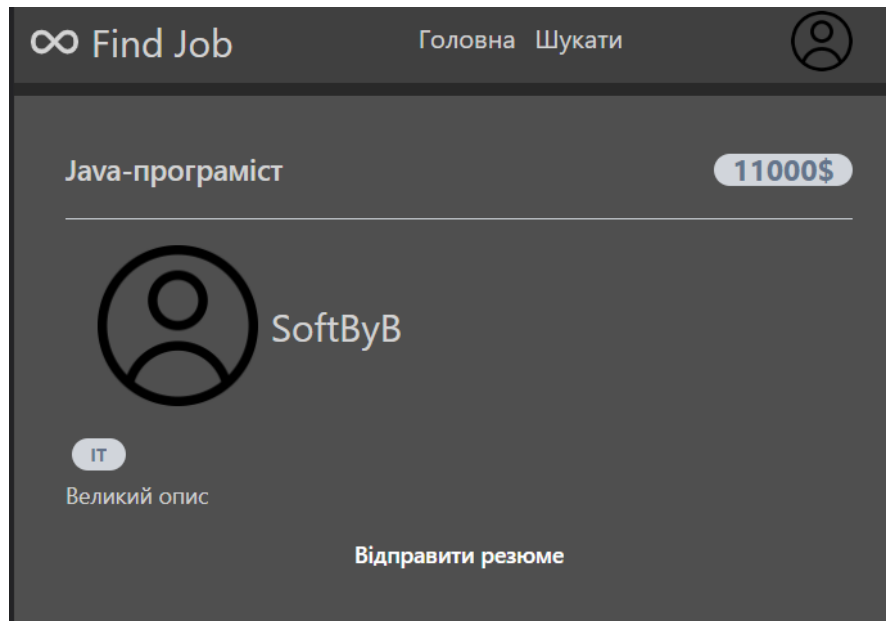 Find Job Головна Шукати
Java-програміст 11000$
SoftByB
IT
Великий опис
Відправити резюме